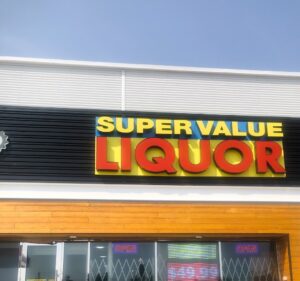 SUPER VALUE
LIQUOR
OPEN
OPEN
$49.99